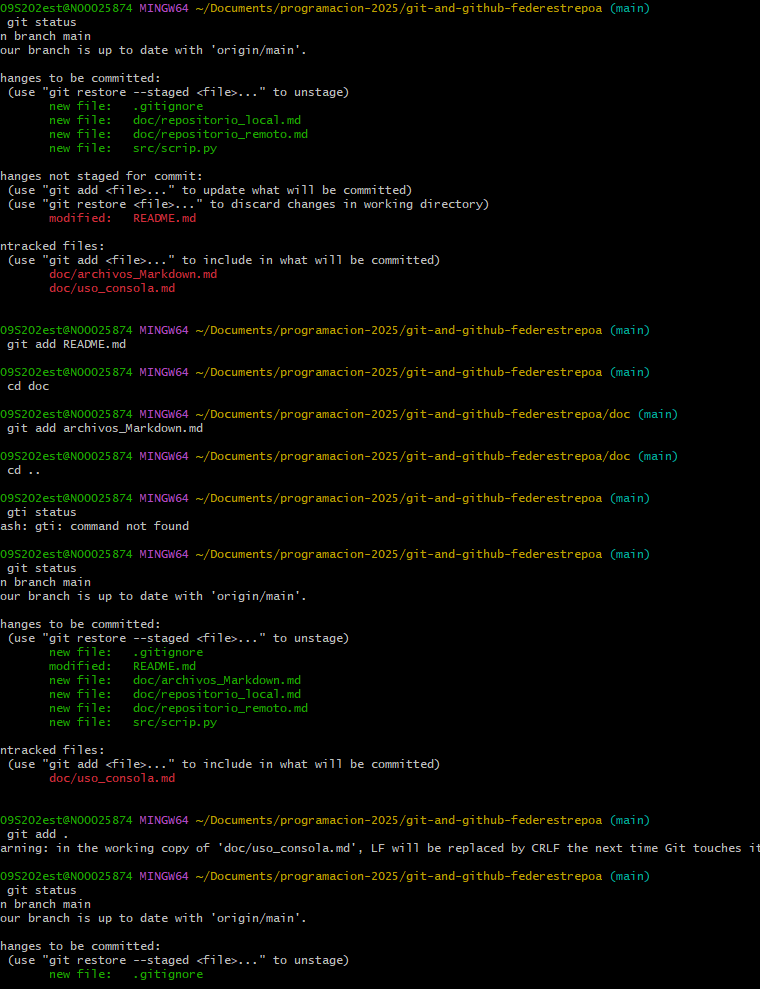 09S202est@N0002S874 MINGW64 ~/Documents/programacion-2025/git-and-github-federestrepoa (main)
git status
n branch main
our branch is up to date with 'origin/main'.
hanges to be committed:
(use "git restore --staged <file>..." to unstage)
new file: .gitignore
new file: doc/repositorio_local.md
new file: doc/repositorio_remoto.md
new file: src/scrip.py
hanges not staged for commit:
(use "git add <file>..." to update what will be committed)
(use "git restore <file>..." to discard changes in working directory)
modified: README.md
ntracked files:
(use "git add <file>..." to include in what will be committed)
doc/archivos_Markdown.md
doc/uso_consola.md
09S202est@N00025874 MINGW64 ~/Documents/programacion-2025/git-and-github-federestrepoa (main)
git add README.md
09S202est@N00025874 MINGW64 ~/Documents/programacion-2025/git-and-github-federestrepoa (main)
cd doc
09S202est@N00025874 MINGW64 ~/Documents/programacion-2025/git-and-github-federestrepoa/doc (main)
git add archivos_Markdown.md
09S202est@N00025874 MINGW64 ~/Documents/programacion-2025/git-and-github-federestrepoa/doc (main)
cd ..
09S202est@N00025874 MINGW64 ~/Documents/programacion-2025/git-and-github-federestrepoa (main)
gti status
ash: gti: command not found
09S202est@N00025874 MINGW64 ~/Documents/programacion-2025/git-and-github-federestrepoa (main)
git status
n branch main
our branch is up to date with 'origin/main'.
hanges to be committed:
(use "git restore --staged <file>..." to unstage)
new file: .gitignore
modified: README.md
new file: doc/archivos_Markdown.md
new file: doc/repositorio_local.md
new file: doc/repositorio_remoto.md
new file: src/scrip.py
ntracked files:
(use "git add <file>..." to include in what will be committed)
doc/uso_consola.md
09S202est@N00025874 MINGW64 ~/Documents/programacion-2025/git-and-github-federestrepoa (main)
git add .
arning: in the working copy of 'doc/uso_consola.md', LF will be replaced by CRLF the next time Git touches it
09S202est@N00025874 MINGW64 ~/Documents/programacion-2025/git-and-github-federestrepoa (main)
git status
n branch main
our branch is up to date with 'origin/main'.
hanges to be committed:
(use "git restore --staged <file>..." to unstage)
new file: .gitignore